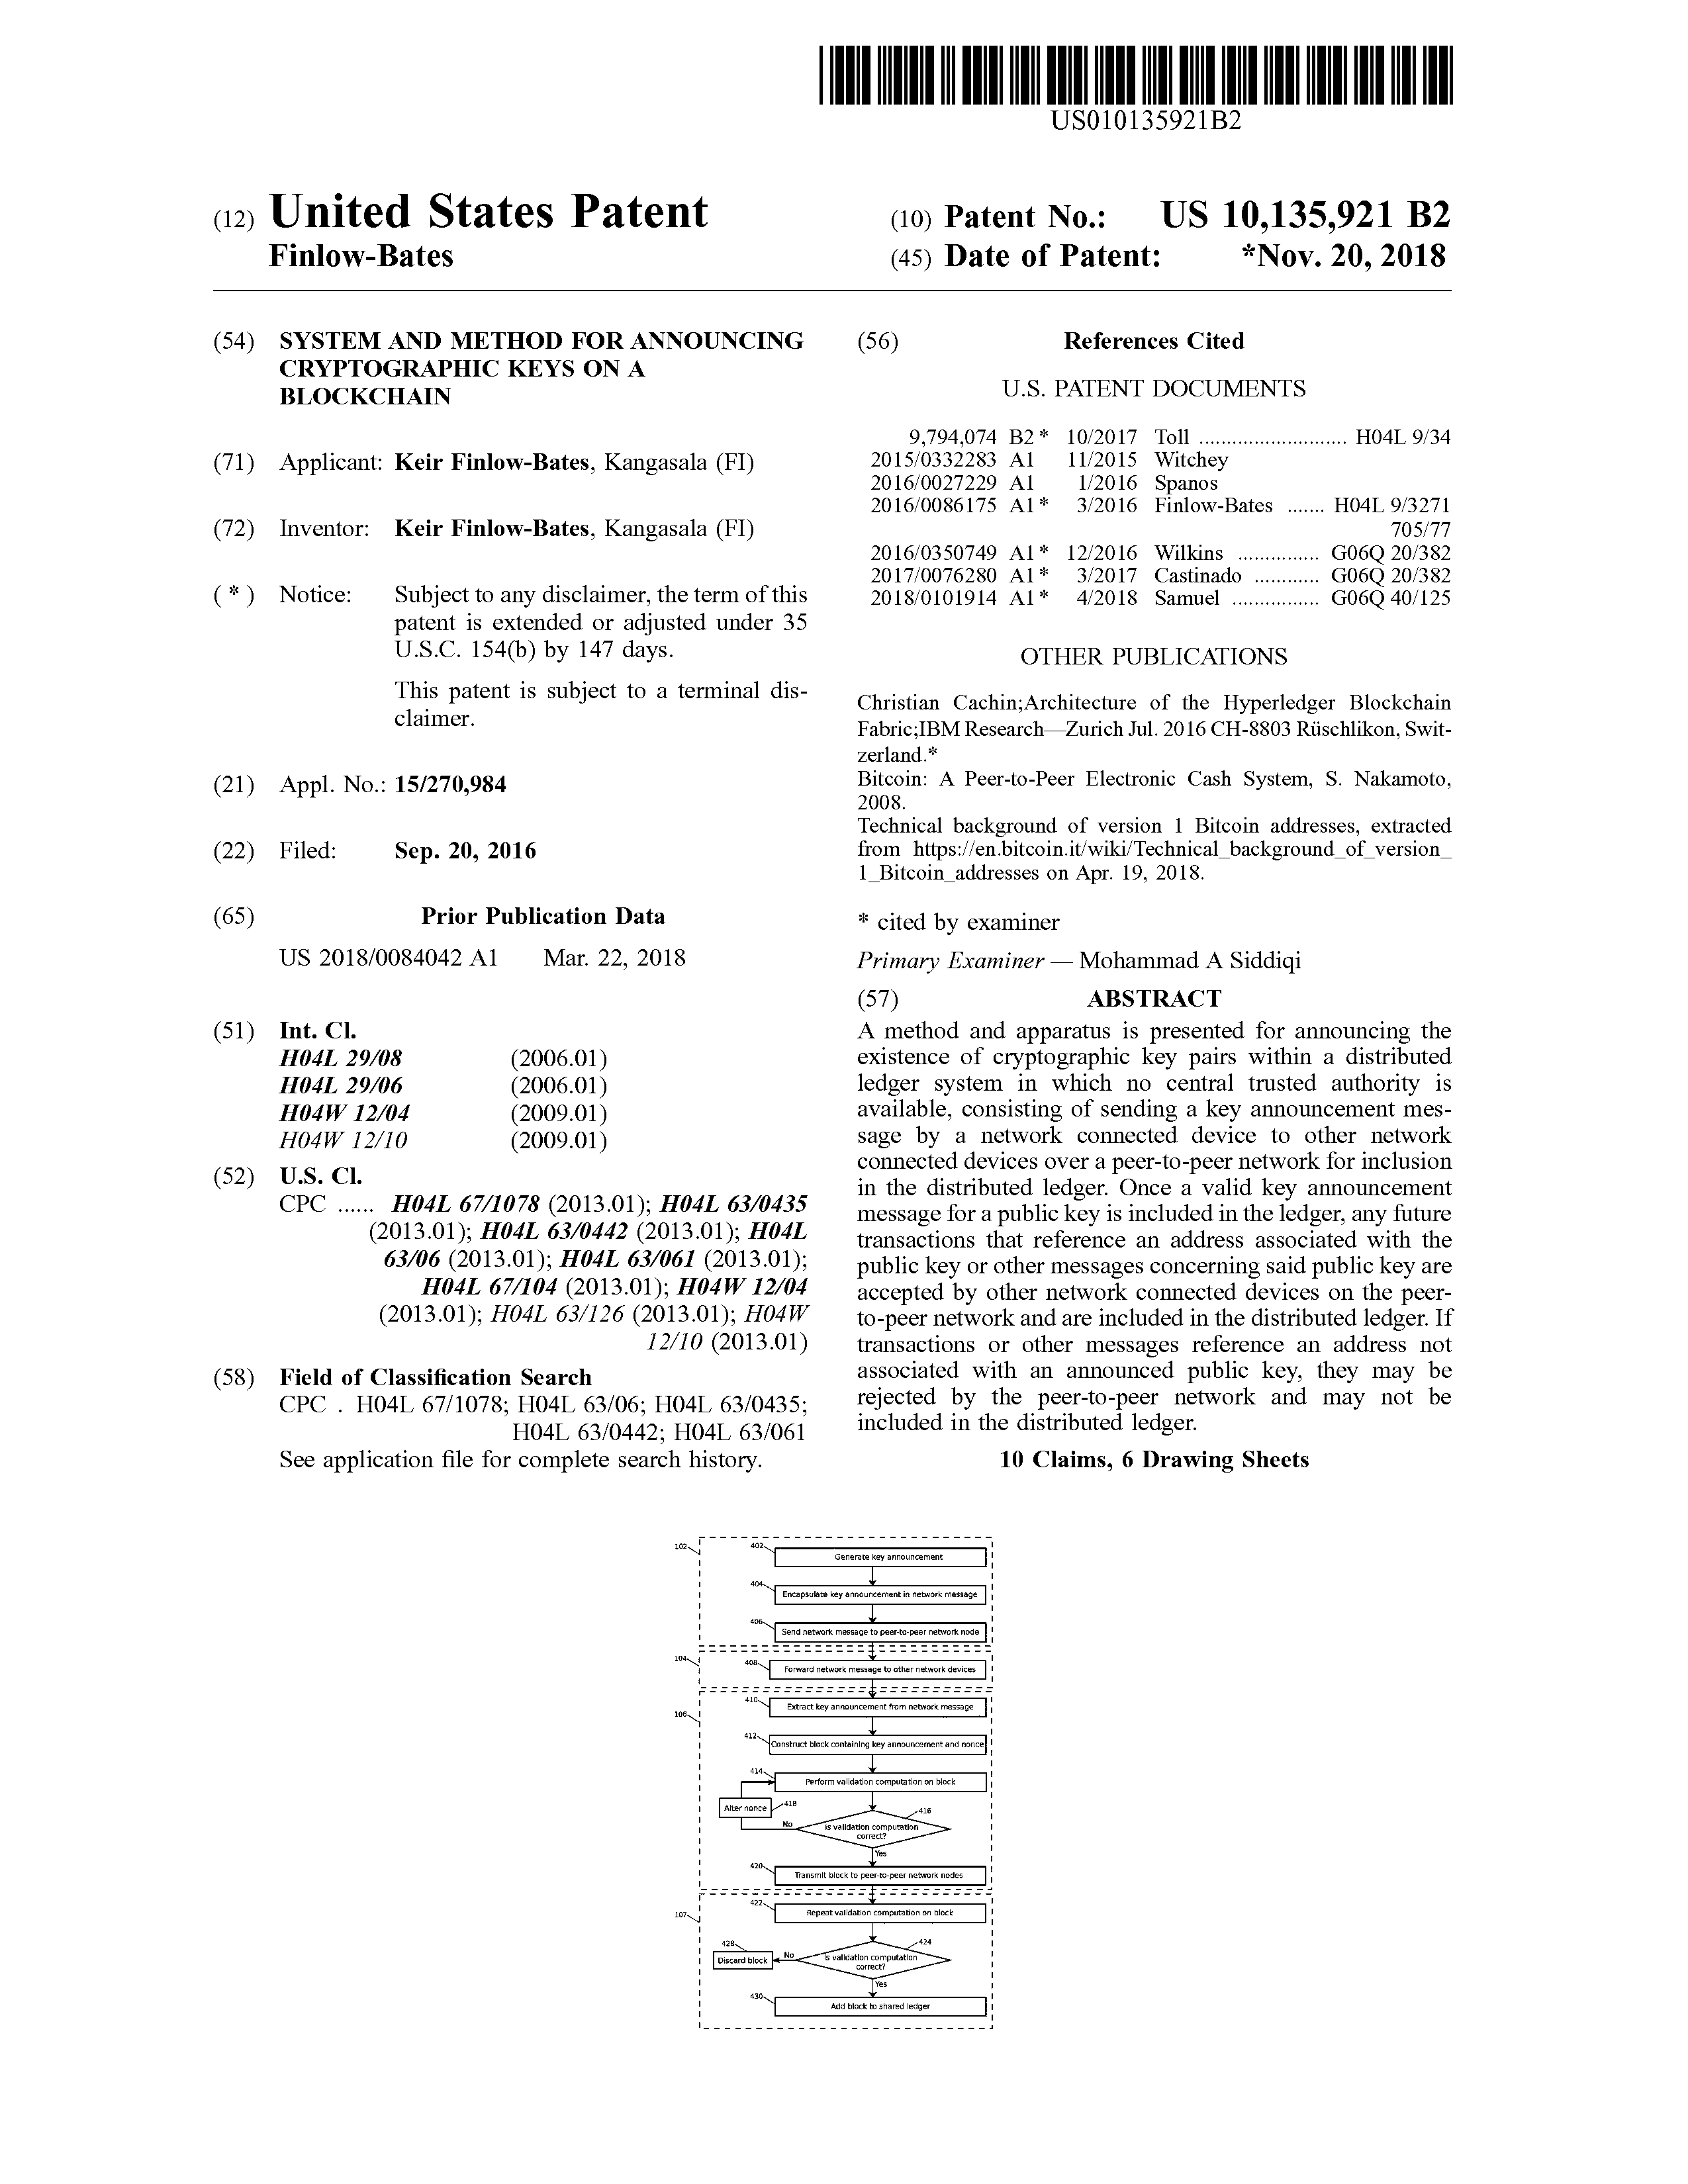 US010135921B2
(12) United States Patent
Finlow-Bates
(10) Patent No.: US 10,135,921 B2
(45) Date of Patent: *Nov. 20, 2018
(54) SYSTEM AND METHOD FOR ANNOUNCING
CRYPTOGRAPHIC KEYS ON A
BLOCKCHAIN
(71) Applicant: Keir Finlow-Bates, Kangasala (FI)
(72) Inventor: Keir Finlow-Bates, Kangasala (FI)
( * ) Notice: Subject to any disclaimer, the term of this
patent is extended or adjusted under 35
U.S.C. 154(b) by 147 days.
This patent is subject to a terminal dis-
claimer.
(21) Appl. No.: 15/270,984
(22) Filed: Sep. 20, 2016
(65) Prior Publication Data
US 2018/0084042 A1 Mar. 22, 2018
(51) Int. Cl.
H04L 29/08 (2006.01)
H04L 29/06 (2006.01)
H04W 12/04 (2009.01)
H04W 12/10 (2009.01)
(52) U.S. Cl.
CPC ...... H04L 67/1078 (2013.01); H04L 63/0435
(2013.01); H04L 63/0442 (2013.01); H04L
63/06 (2013.01); H04L 63/061 (2013.01);
H04L 67/104 (2013.01); H04W 12/04
(2013.01); H04L 63/126 (2013.01); H04W
12/10 (2013.01)
(58) Field of Classification Search
CPC . H04L 67/1078; H04L 63/06; H04L 63/0435;
H04L 63/0442; H04L 63/061
See application file for complete search history.
(56) References Cited
U.S. PATENT DOCUMENTS
9,794,074 B2 * 10/2017 Toll ........................... H04L 9/34
2015/0332283 A1 11/2015 Witchey
2016/0027229 A1 1/2016 Spanos
2016/0086175 A1 * 3/2016 Finlow-Bates ....... H04L 9/3271
705/77
2016/0350749 A1 * 12/2016 Wilkins ............... G06Q 20/382
2017/0076280 A1 * 3/2017 Castinado ............ G06Q 20/382
2018/0101914 A1 * 4/2018 Samuel ................ G06Q 40/125
OTHER PUBLICATIONS
Christian Cachin;Architecture of the Hyperledger Blockchain
Fabric;IBM Research—Zurich Jul. 2016 CH-8803 Rüschlikon, Swit-
zerland.*
Bitcoin: A Peer-to-Peer Electronic Cash System, S. Nakamoto,
2008.
Technical background of version 1 Bitcoin addresses, extracted
from https://en.bitcoin.it/wiki/Technical_background_of_version_
1_Bitcoin_addresses on Apr. 19, 2018.
* cited by examiner
Primary Examiner — Mohammad A Siddiqi
(57) ABSTRACT
A method and apparatus is presented for announcing the
existence of cryptographic key pairs within a distributed
ledger system in which no central trusted authority is
available, consisting of sending a key announcement mes-
sage by a network connected device to other network
connected devices over a peer-to-peer network for inclusion
in the distributed ledger. Once a valid key announcement
message for a public key is included in the ledger, any future
transactions that reference an address associated with the
public key or other messages concerning said public key are
accepted by other network connected devices on the peer-
to-peer network and are included in the distributed ledger. If
transactions or other messages reference an address not
associated with an announced public key, they may be
rejected by the peer-to-peer network and may not be
included in the distributed ledger.
10 Claims, 6 Drawing Sheets
102
402
Generate key announcement
404
Encapsulate key announcement in network message
406
Send network message to peer-to-peer network node
104
408
Forward network message to other network devices
106
410
Extract key announcement from network message
412
Construct block containing key announcement and nonce
414
Perform validation computation on block
Alter nonce
418
416
No
Is validation computation
correct?
Yes
420
Transmit block to peer-to-peer network nodes
107
422
Repeat validation computation on block
428
424
Discard block
No
Is validation computation
correct?
Yes
430
Add block to shared ledger